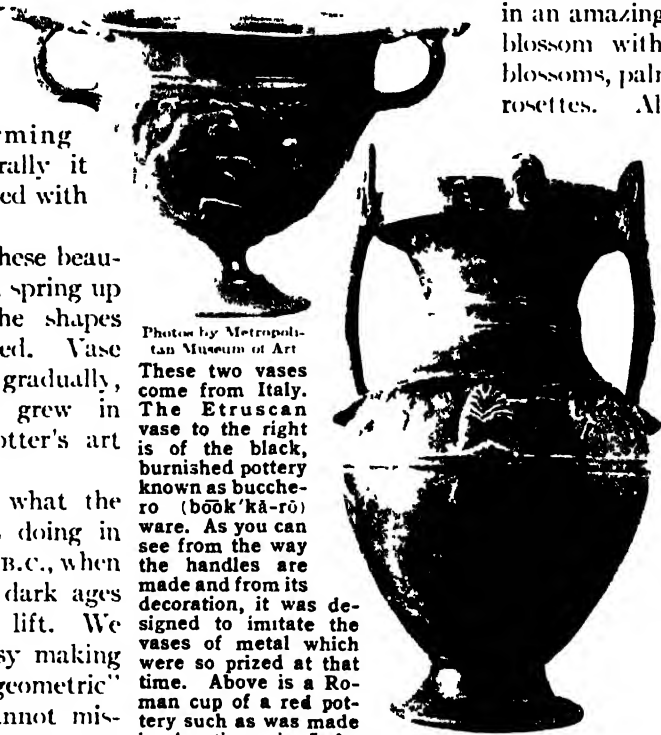 in an amazing
blossom with
blossoms, palm
rosettes. Al
rming
rally it
ed with
hese beau-
spring up
he shapes
ed. Vase
gradually,
grew in
otter's art
what the
doing in
B.C., when
dark ages
lift. We
sy making
geometric"
annot mis-
Photos by Metropoli-
tan Museum of Art
These two vases
come from Italy.
The Etruscan
vase to the right
is of the black,
burnished pottery
known as bucche-
ro (bōōk'kå-rō)
ware. As you can
see from the way
the handles are
made and from its
decoration, it was de-
signed to imitate the
vases of metal which
were so prized at that
time. Above is a Ro-
man cup of a red pot-
tery such as was made